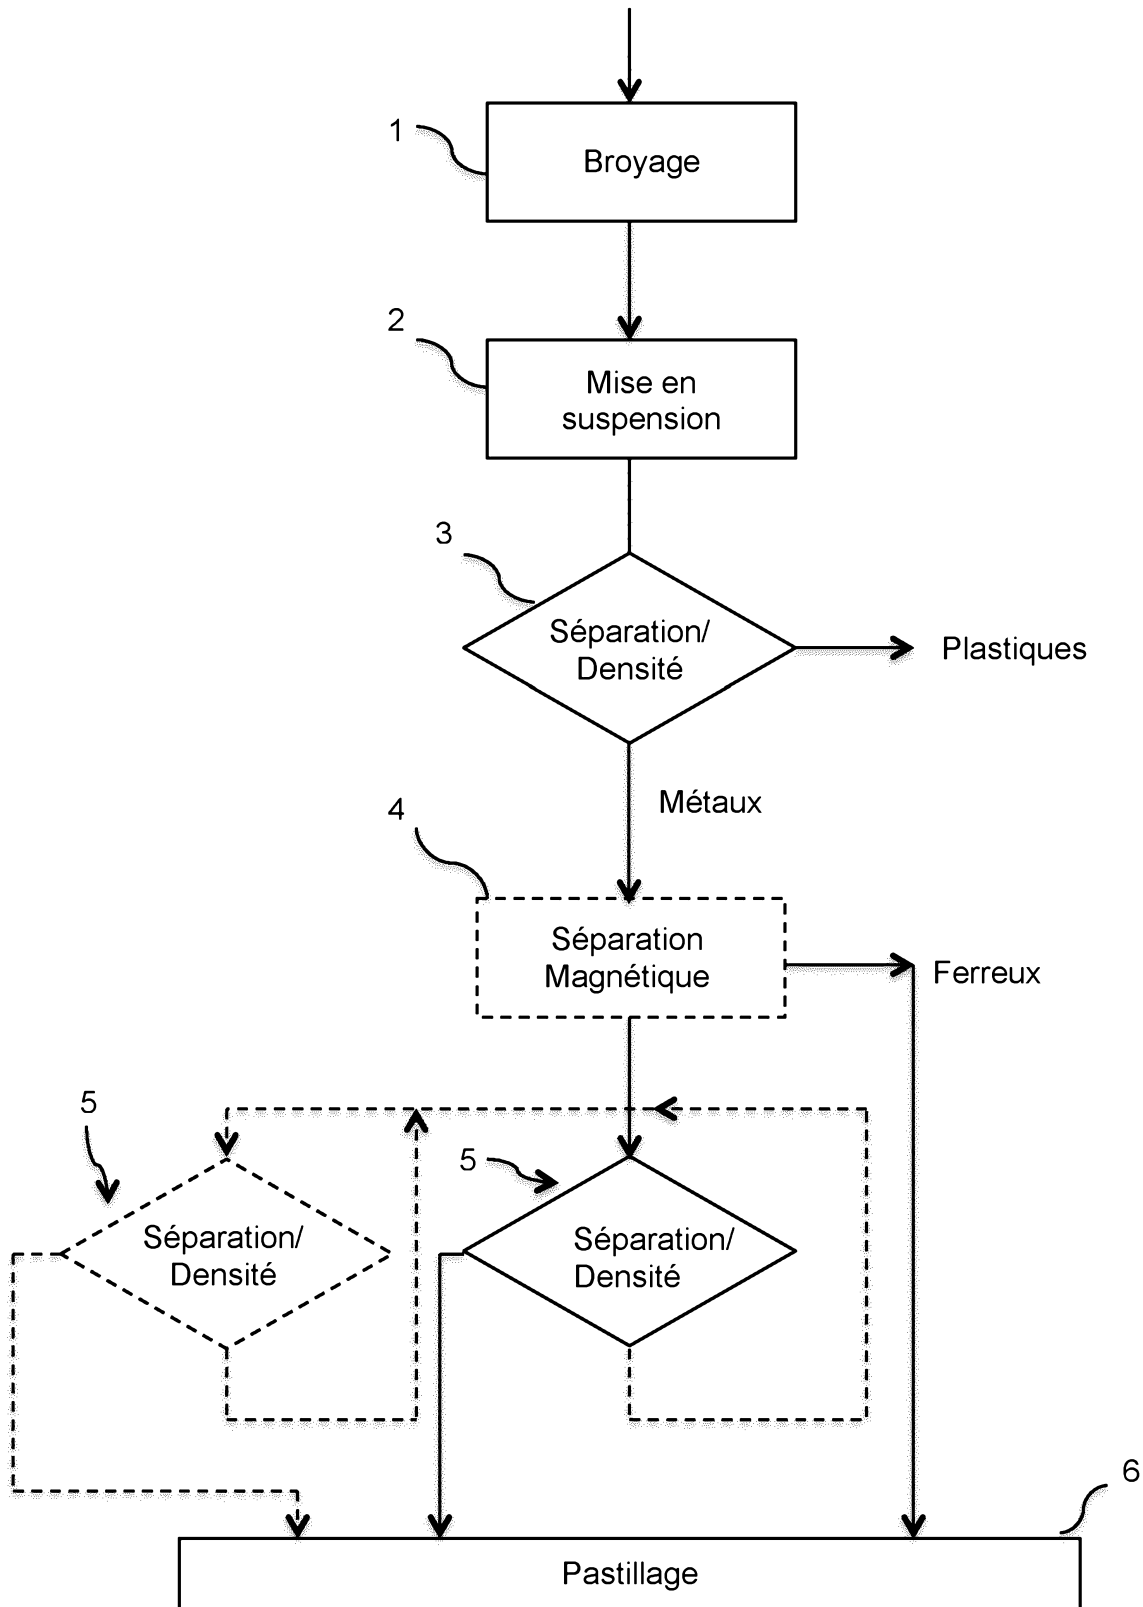 1
Broyage
2
Mise en
suspension
3
Séparation/
Densité
Plastiques
Métaux
4
Séparation
Magnétique
Ferreux
5
Séparation/
Densité
5
Séparation/
Densité
6
Pastillage